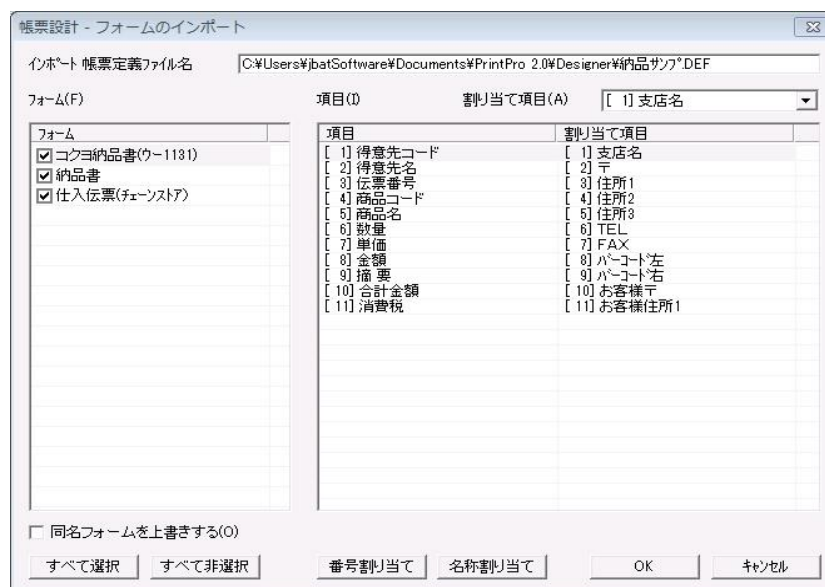 帳票設計 - フォームのインポート
インポート 帳票定義ファイル名 C:¥Users¥jbatSoftware¥Documents¥PrintPro 2.0¥Designer¥納品サンプ.DEF
フォーム(F) 項目(I) 割り当て項目(A) [ 1] 支店名
フォーム 項目 割り当て項目
コクヨ納品書(ウー1131) [ 1] 得意先コード [ 1] 支店名
納品書 [ 2] 得意先名 [ 2] 〒
仕入伝票(チェーンストア) [ 3] 伝票番号 [ 3] 住所1
[ 4] 商品コード [ 4] 住所2
[ 5] 商品名 [ 5] 住所3
[ 6] 数量 [ 6] TEL
[ 7] 単価 [ 7] FAX
[ 8] 金額 [ 8] バーコード左
[ 9] 摘 要 [ 9] バーコード右
[ 10] 合計金額 [ 10] お客様〒
[ 11] 消費税 [ 11] お客様住所1
同名フォームを上書きする(O)
すべて選択 すべて非選択 番号割り当て 名称割り当て OK キャンセル